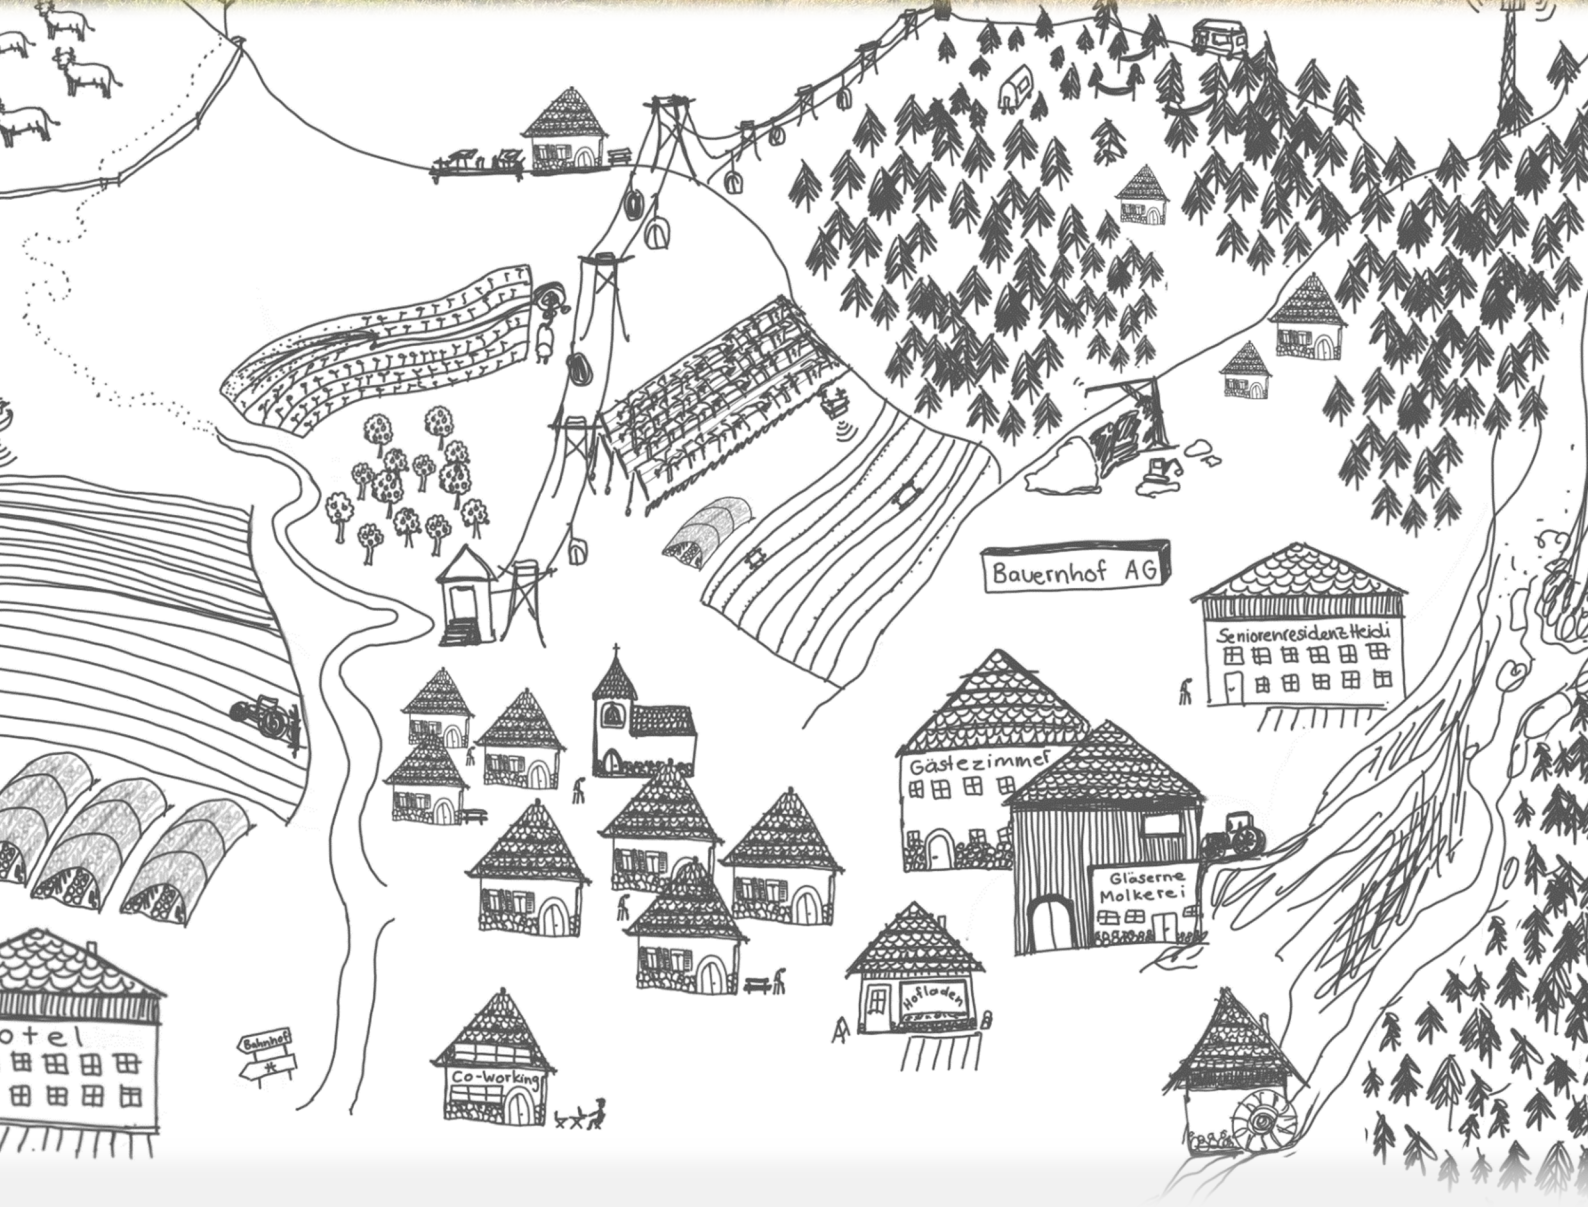 Bauernhof AG
Seniorenresidenz Heidi
Gästezimmer
Gläserne
Molkerei
Hofladen
otel
Bahnhof
Co-Working